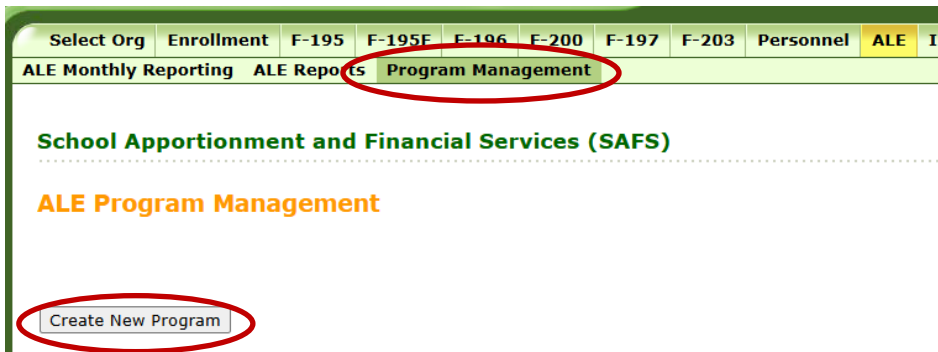 Select Org Enrollment F-195 F-195F F-196 F-200 F-197 F-203 Personnel ALE I
ALE Monthly Reporting ALE Reports Program Management
School Apportionment and Financial Services (SAFS)
ALE Program Management
Create New Program